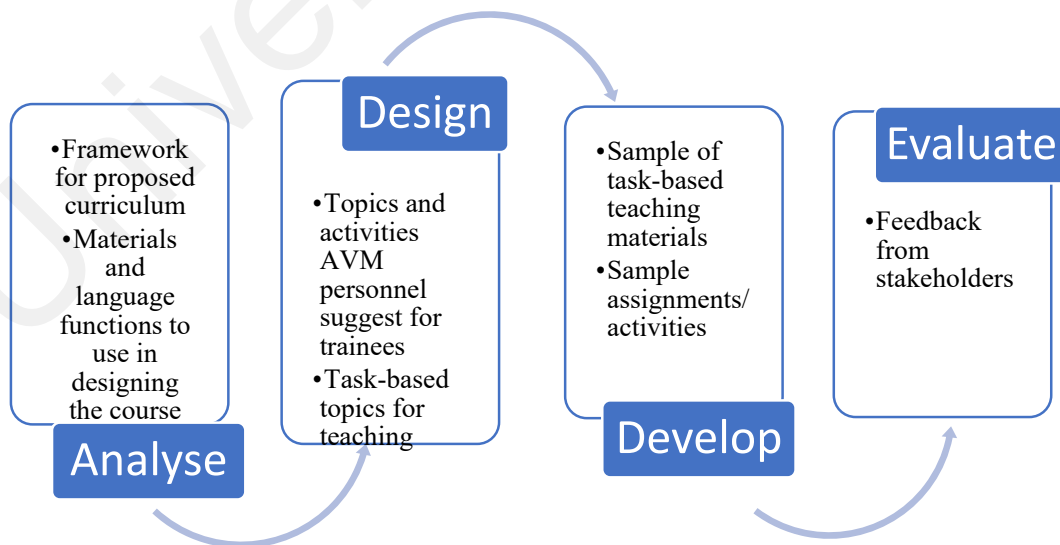 •Framework
for proposed
curriculum
•Materials
and
language
functions to
use in
designing
the course
Analyse
Design
•Topics and
activities
AVM
personnel
suggest for
trainees
•Task-based
topics for
teaching
•Sample of
task-based
teaching
materials
•Sample
assignments/
activities
Develop
Evaluate
•Feedback
from
stakeholders